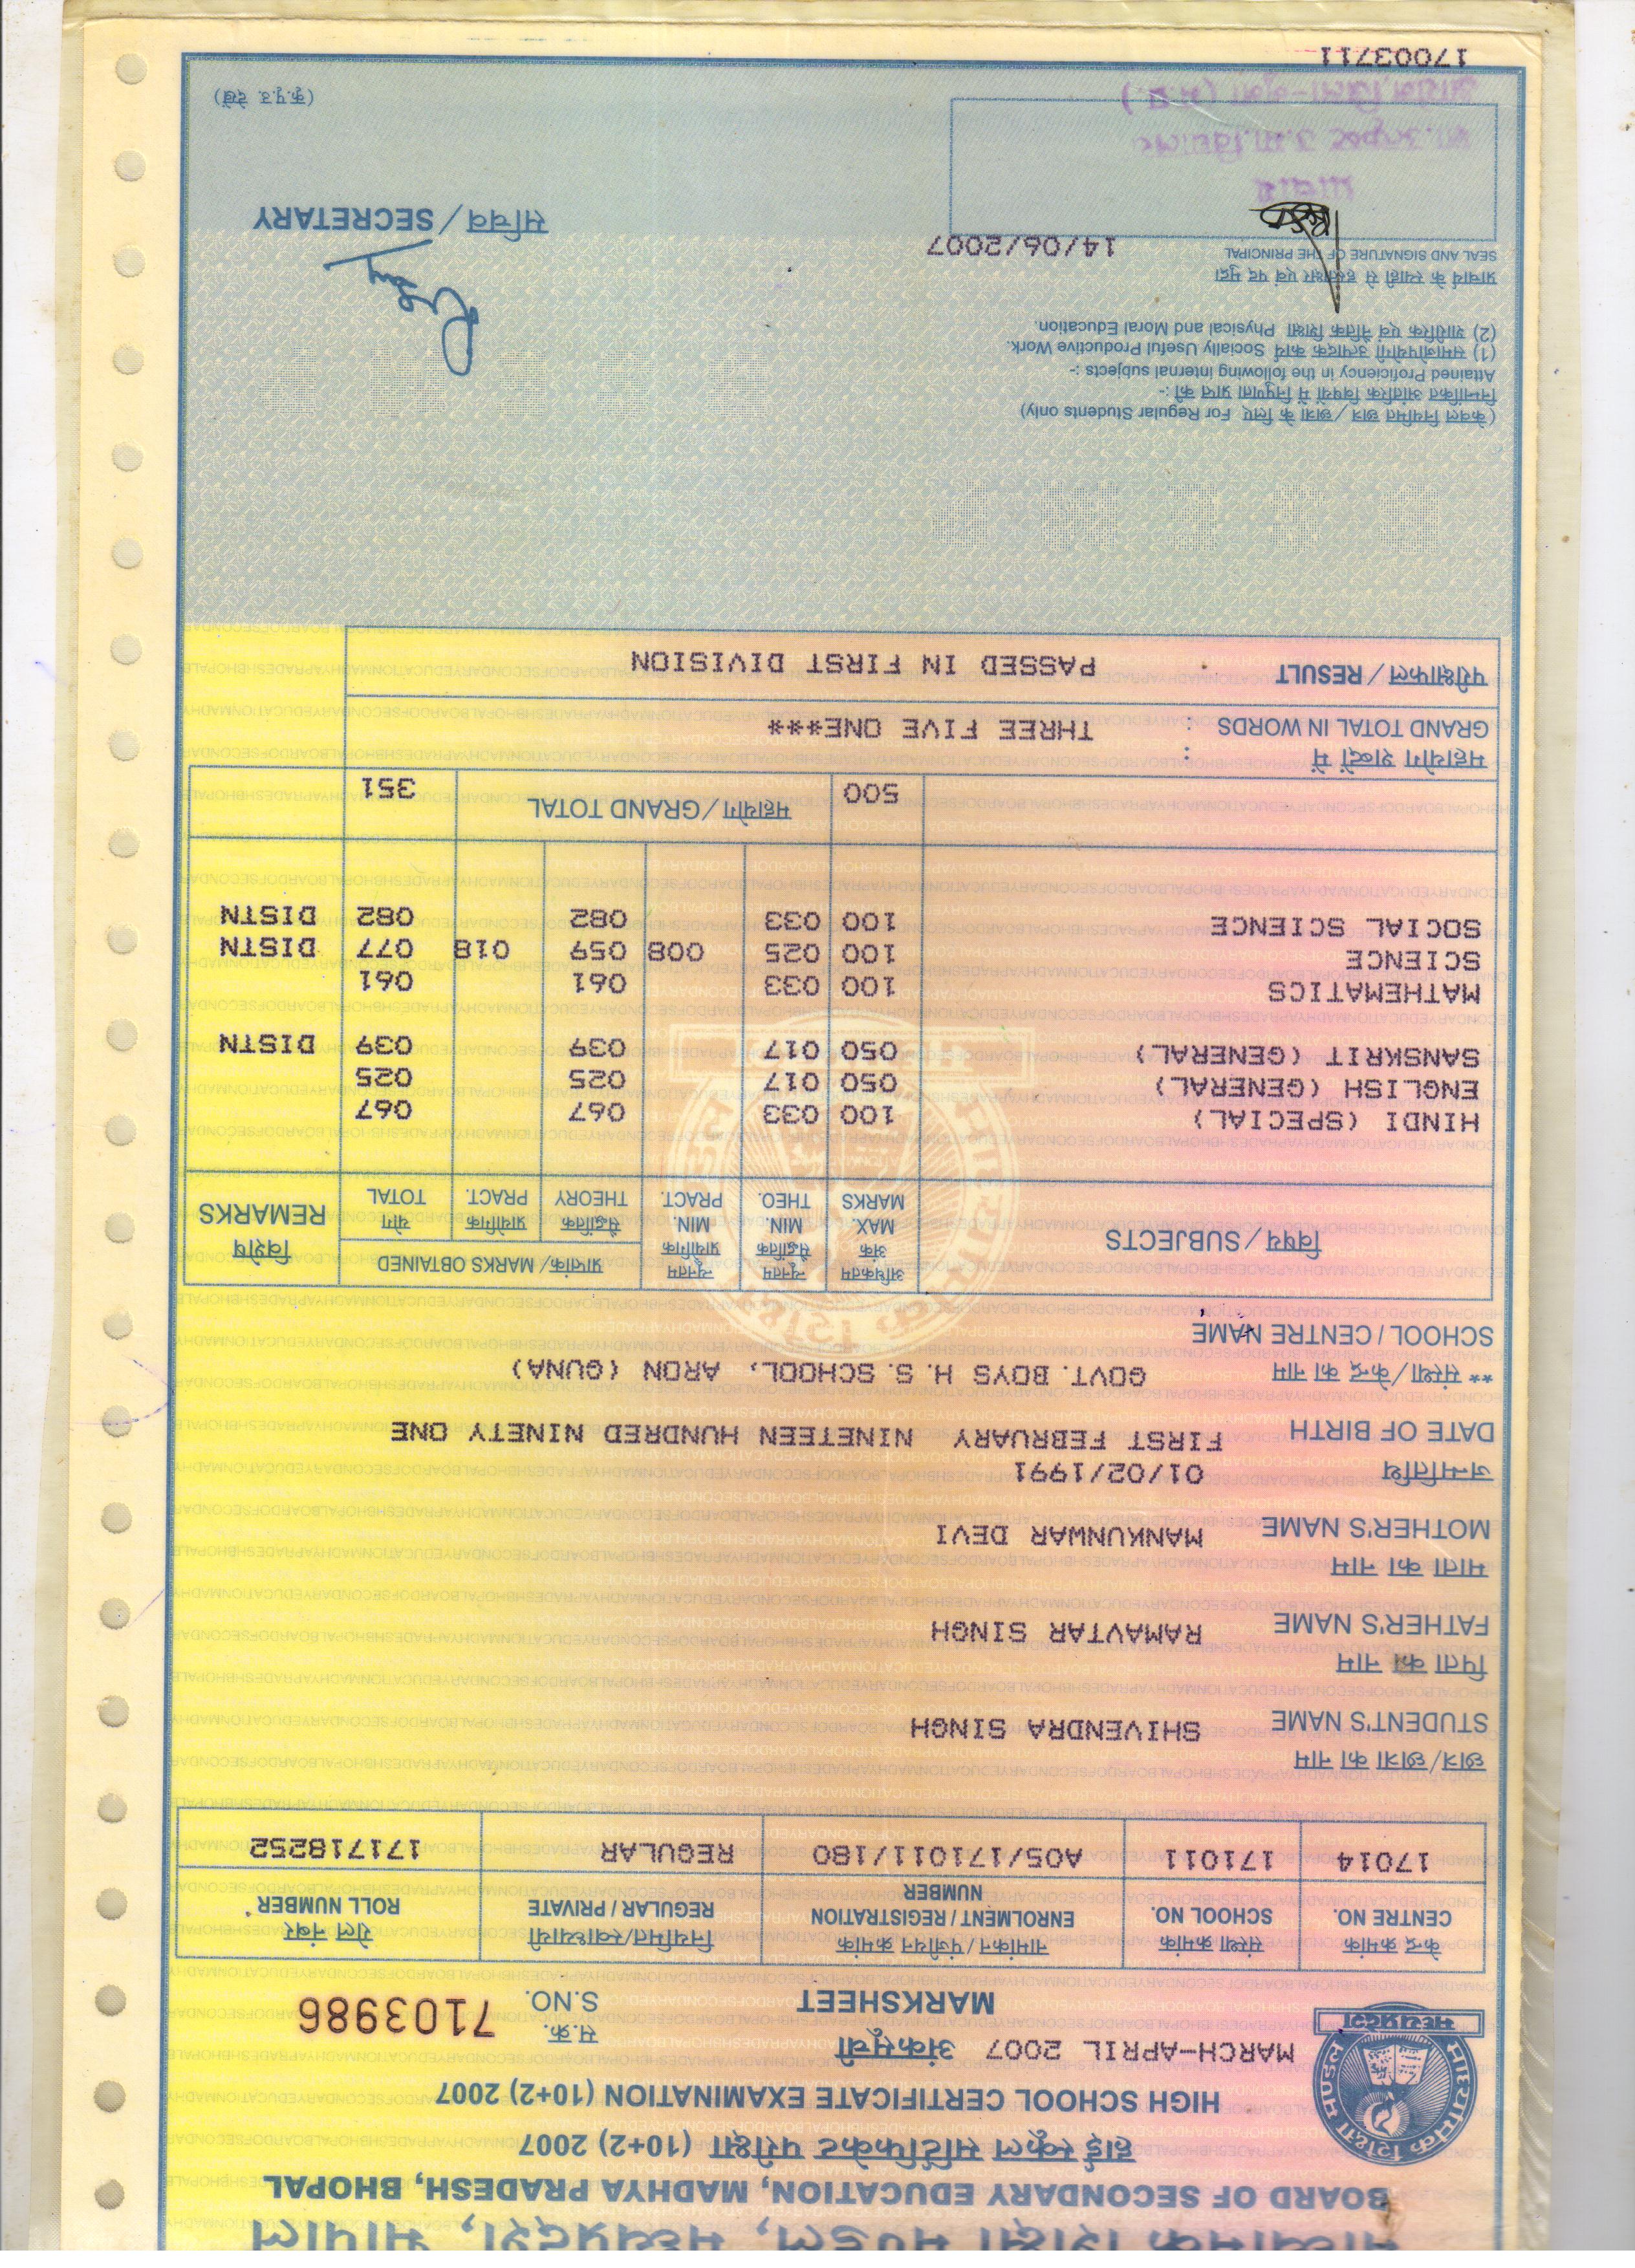 माध्यमिक शिक्षा मण्डल, मध्यप्रदेश, भोपाल
BOARD OF SECONDARY EDUCATION, MADHYA PRADESH, BHOPAL
हाई स्कूल सर्टिफिकेट परीक्षा (10+2) 2007
HIGH SCHOOL CERTIFICATE EXAMINATION (10+2) 2007
माध्यमिक शिक्षा मण्डल
मध्यप्रदेश
MARCH-APRIL 2007 अंकसूची
MARKSHEET
स.क्र.
S.NO. 7103986
केन्द्र क्रमांक संस्था क्रमांक नामांकन/पंजीयन क्रमांक नियमित/स्वाध्यायी रोल नंबर
CENTRE NO. SCHOOL NO. ENROLMENT / REGISTRATION NUMBER REGULAR / PRIVATE ROLL NUMBER
17014 171011 A05/171011/180 REGULAR 171718252
छात्र/छात्रा का नाम
STUDENT'S NAME SHIVENDRA SINGH
पिता का नाम
FATHER'S NAME RAMAVTAR SINGH
माता का नाम
MOTHER'S NAME MANKUNWAR DEVI
जन्मतिथि 01/02/1991
DATE OF BIRTH FIRST FEBRUARY NINETEEN HUNDRED NINETY ONE
** संस्था/केन्द्र का नाम GOVT. BOYS H. S. SCHOOL, ARON (GUNA)
SCHOOL / CENTRE NAME
विषय/SUBJECTS
अधिकतम अंक MAX. MARKS
न्यूनतम सैद्धांतिक MIN. THEO.
न्यूनतम प्रायोगिक MIN. PRACT.
प्राप्तांक/ MARKS OBTAINED
सैद्धांतिक THEORY
प्रायोगिक PRACT.
योग TOTAL
विशेष REMARKS
HINDI (SPECIAL) 100 033 067 067
ENGLISH (GENERAL) 050 017 025 025
SANSKRIT (GENERAL) 050 017 039 039 DISTN
MATHEMATICS 100 033 061 061
SCIENCE 100 025 008 059 018 077 DISTN
SOCIAL SCIENCE 100 033 082 082 DISTN
500 महायोग/GRAND TOTAL 351
महायोग शब्दों में :
GRAND TOTAL IN WORDS : THREE FIVE ONE***
परीक्षाफल / RESULT : PASSED IN FIRST DIVISION
(केवल नियमित छात्र/छात्रा के लिए For Regular Students only)
निम्नांकित आंतरिक विषयों में निपुणता प्राप्त की :-
Attained Proficiency in the following internal subjects :-
(1) समाजोपयोगी उत्पादक कार्य Socially Useful Productive Work.
(2) शारीरिक एवं नैतिक शिक्षा Physical and Moral Education.
प्राचार्य के स्याही से हस्ताक्षर एवं पद मुद्रा
SEAL AND SIGNATURE OF THE PRINCIPAL
14/06/2007
सचिव/SECRETARY
प्राचार्य
(कृ.पृ.उ. देखें)
17003711